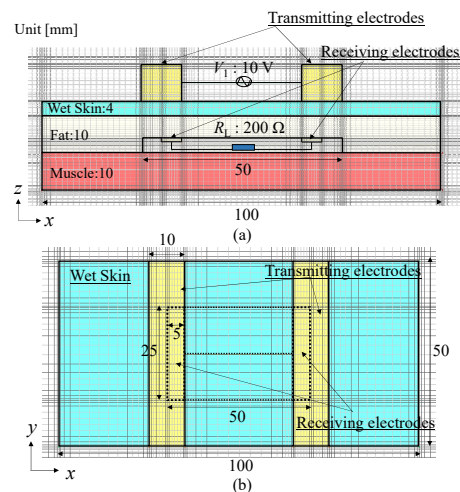 Transmitting electrodes
Unit [mm]
Receiving electrodes
V1 : 10 V
Wet Skin:4
Fat:10
RL : 200 Ω
50
Muscle:10
z
x
100
(a)
10
Wet Skin
Transmitting electrodes
5
25
50
50
Receiving electrodes
y
x
100
(b)